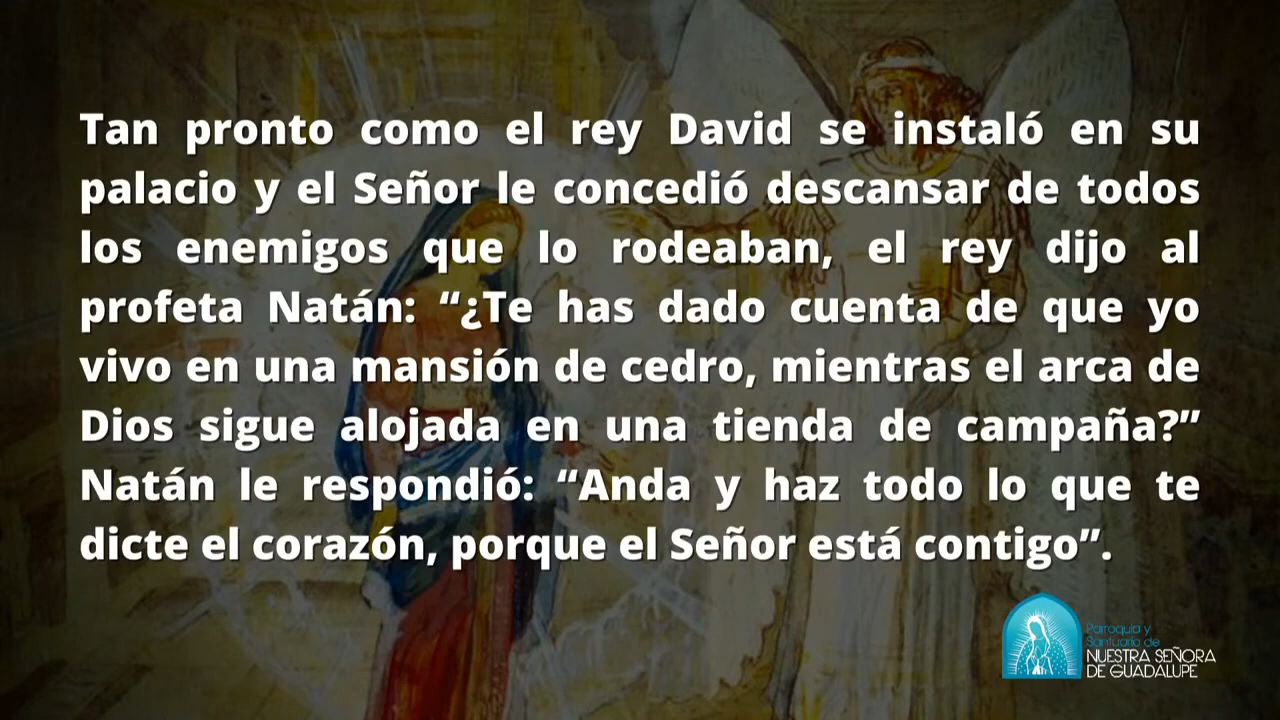 Tan pronto como el rey David se instaló en su
palacio y el Señor le concedió descansar de todos
los enemigos que lo rodeaban, el rey dijo al
profeta Natán: “¿Te has dado cuenta de que yo
vivo en una mansión de cedro, mientras el arca de
Dios sigue alojada en una tienda de campaña?”
Natán le respondió: “Anda y haz todo lo que te
dicte el corazón, porque el Señor está contigo”.
Parroquia y
Santuario de
NUESTRA SEÑORA
DE GUADALUPE